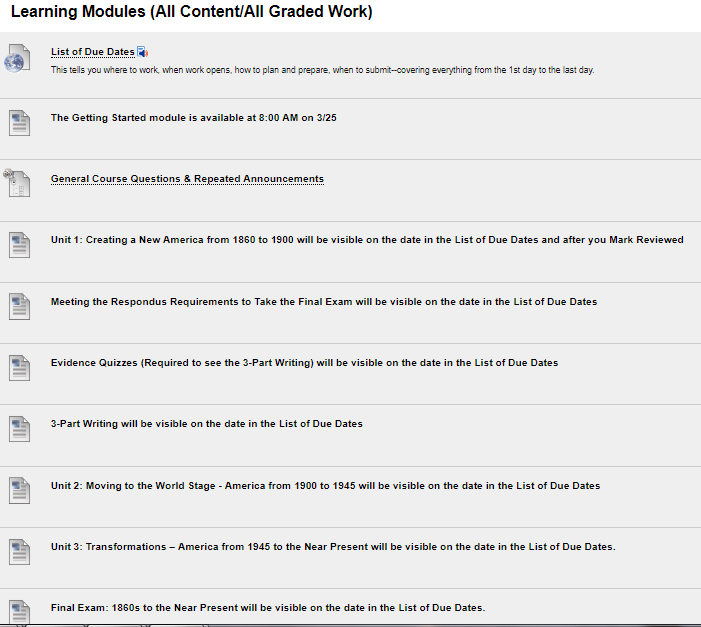 Learning Modules (All Content/All Graded Work)
List of Due Dates
This tells you where to work, when work opens, how to plan and prepare, when to submit--covering everything from the 1st day to the last day.
The Getting Started module is available at 8:00 AM on 3/25
General Course Questions & Repeated Announcements
Unit 1: Creating a New America from 1860 to 1900 will be visible on the date in the List of Due Dates and after you Mark Reviewed
Meeting the Respondus Requirements to Take the Final Exam will be visible on the date in the List of Due Dates
Evidence Quizzes (Required to see the 3-Part Writing) will be visible on the date in the List of Due Dates
3-Part Writing will be visible on the date in the List of Due Dates
Unit 2: Moving to the World Stage - America from 1900 to 1945 will be visible on the date in the List of Due Dates
Unit 3: Transformations – America from 1945 to the Near Present will be visible on the date in the List of Due Dates.
Final Exam: 1860s to the Near Present will be visible on the date in the List of Due Dates.